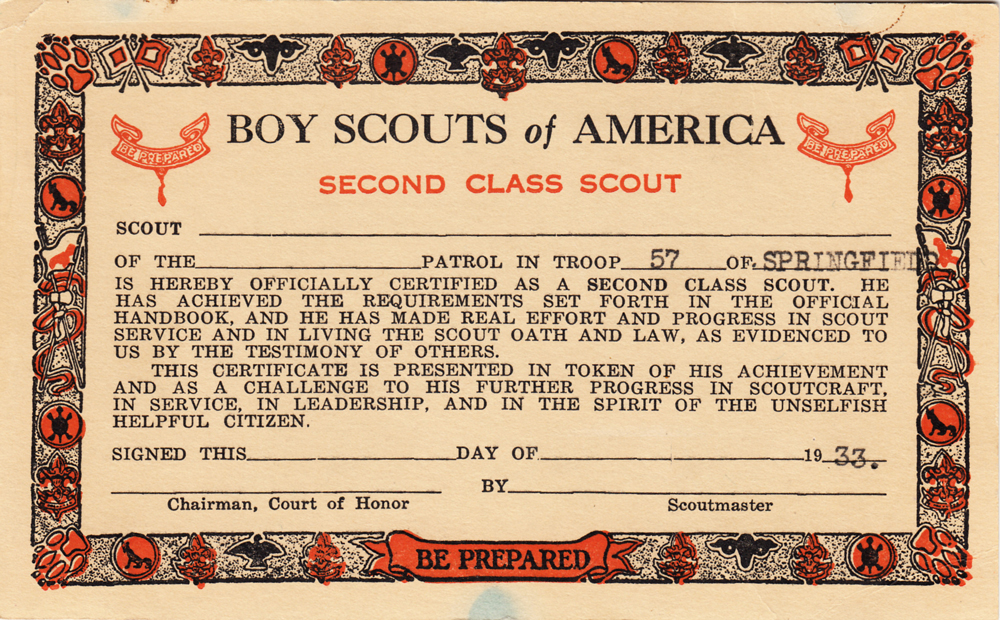 BOY SCOUTS of AMERICA
BE PREPARED
BE PREPARED
SECOND CLASS SCOUT
SCOUT
OF THE PATROL IN TROOP 57 OF SPRINGFIELD
IS HEREBY OFFICIALLY CERTIFIED AS A SECOND CLASS SCOUT. HE
HAS ACHIEVED THE REQUIREMENTS SET FORTH IN THE OFFICIAL
HANDBOOK, AND HE HAS MADE REAL EFFORT AND PROGRESS IN SCOUT
SERVICE AND IN LIVING THE SCOUT OATH AND LAW, AS EVIDENCED TO
US BY THE TESTIMONY OF OTHERS.
THIS CERTIFICATE IS PRESENTED IN TOKEN OF HIS ACHIEVEMENT
AND AS A CHALLENGE TO HIS FURTHER PROGRESS IN SCOUTCRAFT,
IN SERVICE, IN LEADERSHIP, AND IN THE SPIRIT OF THE UNSELFISH
HELPFUL CITIZEN.
SIGNED THIS DAY OF 19 33.
BY
Chairman, Court of Honor Scoutmaster
BE PREPARED